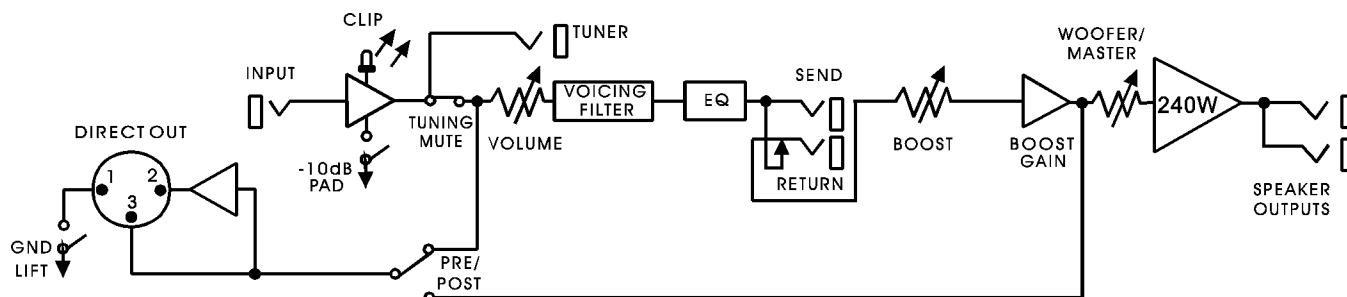 CLIP
TUNER
WOOFER/
MASTER
INPUT
SEND
VOICING
FILTER
EQ
240W
DIRECT OUT
TUNING
MUTE
VOLUME
BOOST
BOOST
GAIN
-10dB
PAD
RETURN
1
2
3
SPEAKER
OUTPUTS
GND
LIFT
PRE/
POST